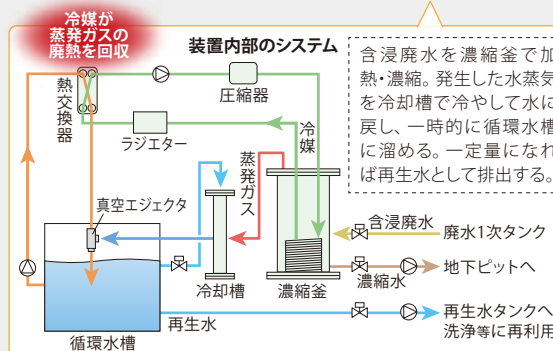 冷媒が
蒸発ガスの
廃熱を回収
装置内部のシステム
熱交換器
圧縮器
ラジエター
冷媒
蒸発ガス
真空エジェクタ
冷却槽
濃縮釜
循環水槽
再生水
含浸廃水
廃水1次タンク
濃縮水
地下ピットへ
再生水タンクへ
洗浄等に再利用
含浸廃水を濃縮釜で加
熱・濃縮。発生した水蒸気
を冷却槽で冷やして水に
戻し、一時的に循環水槽
に溜める。一定量になれ
ば再生水として排出する。